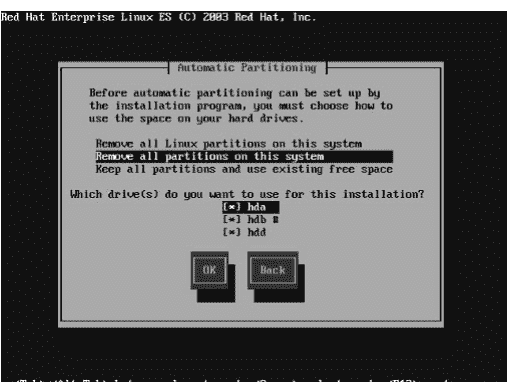 Red Hat Enterprise Linux ES (C) 2003 Red Hat, Inc.
Automatic Partitioning
Before automatic partitioning can be set up by
the installation program, you must choose how to
use the space on your hard drives.
Remove all Linux partitions on this system
Remove all partitions on this system
Keep all partitions and use existing free space
Which drive(s) do you want to use for this installation?
[*] hda
[*] hdb
[*] hdd
OK Back